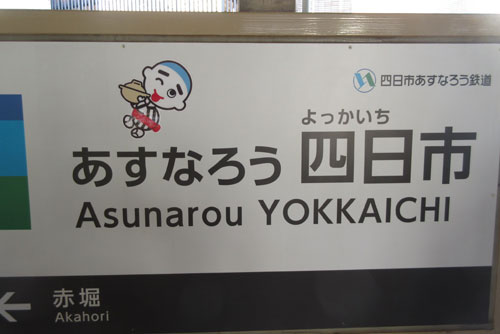 四日市あすなろう鉄道
よっかいち
あすなろう 四日市
Asunarou YOKKAICHI
← 赤堀
Akahori